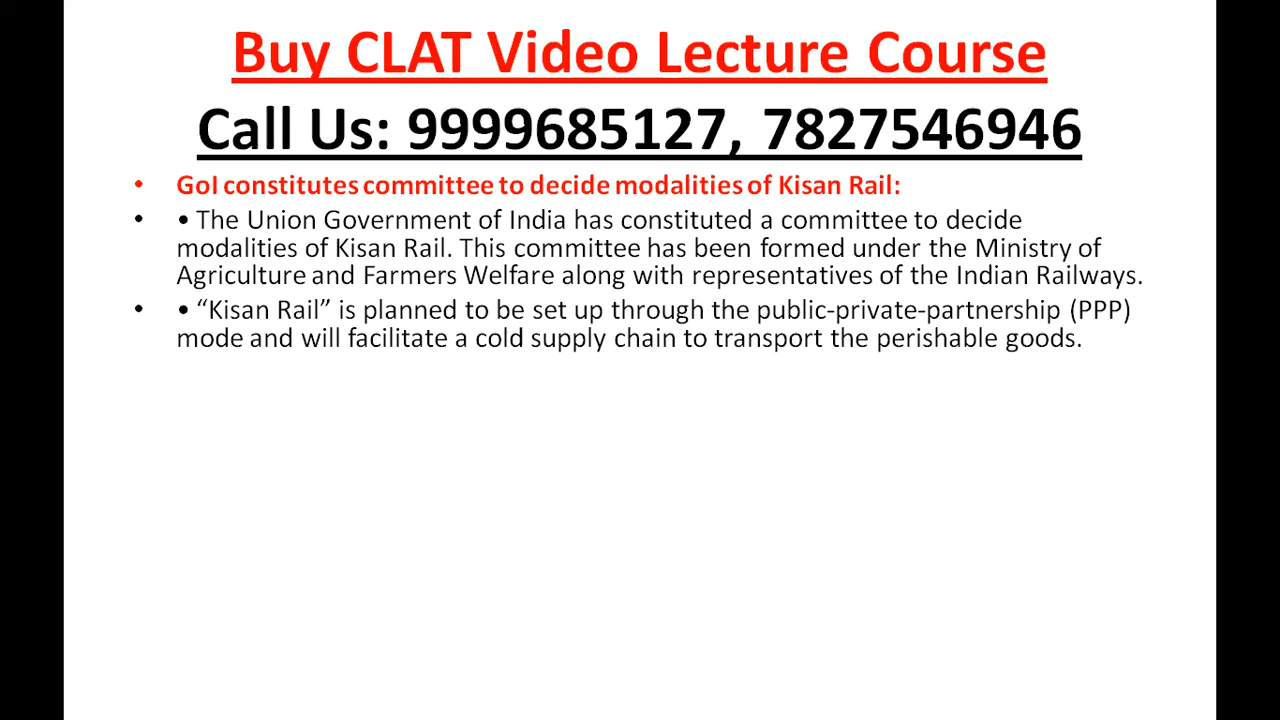 Buy CLAT Video Lecture Course
Call Us: 9999685127, 7827546946
• GoI constitutes committee to decide modalities of Kisan Rail:
• • The Union Government of India has constituted a committee to decide
modalities of Kisan Rail. This committee has been formed under the Ministry of
Agriculture and Farmers Welfare along with representatives of the Indian Railways.
• • “Kisan Rail” is planned to be set up through the public-private-partnership (PPP)
mode and will facilitate a cold supply chain to transport the perishable goods.